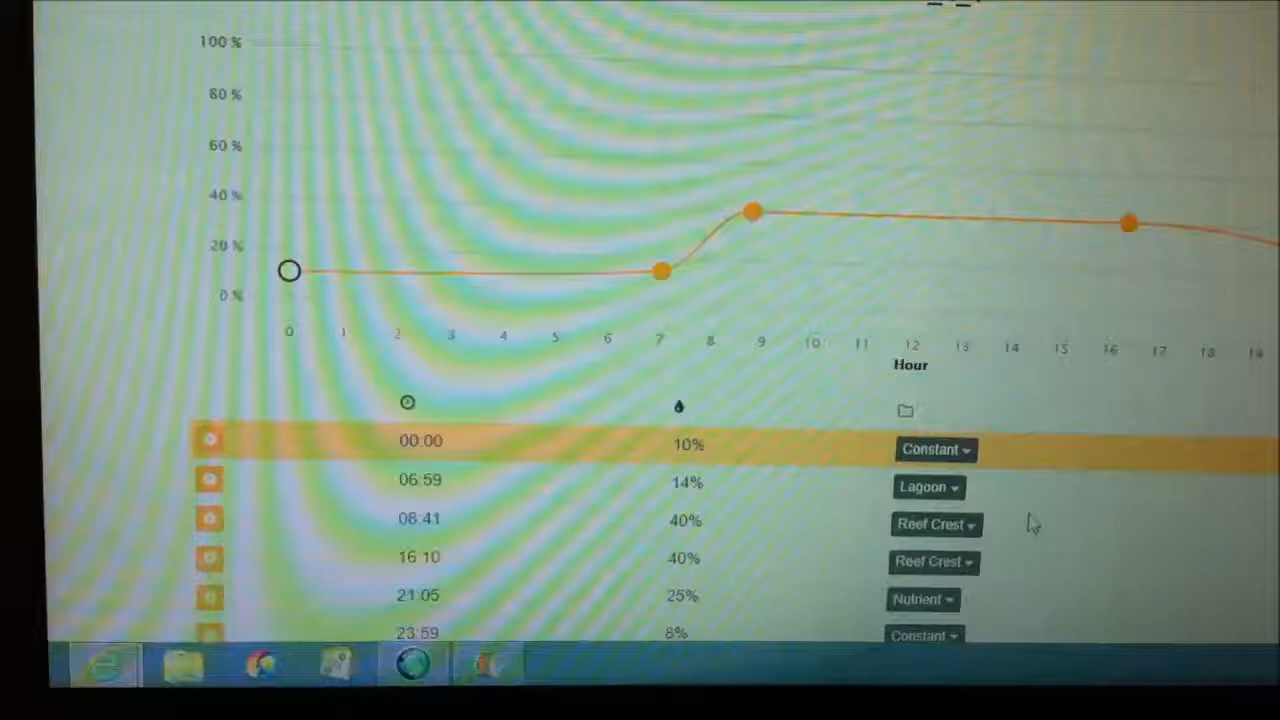 100 %
80 %
60 %
40 %
20 %
0 %
0 1 2 3 4 5 6 7 8 9 10 11 12 13 14 15 16 17 18 19
Hour
00:00 10% Constant
06:59 14% Lagoon
08:41 40% Reef Crest
16:10 40% Reef Crest
21:05 25% Nutrient
23:59 8% Constant